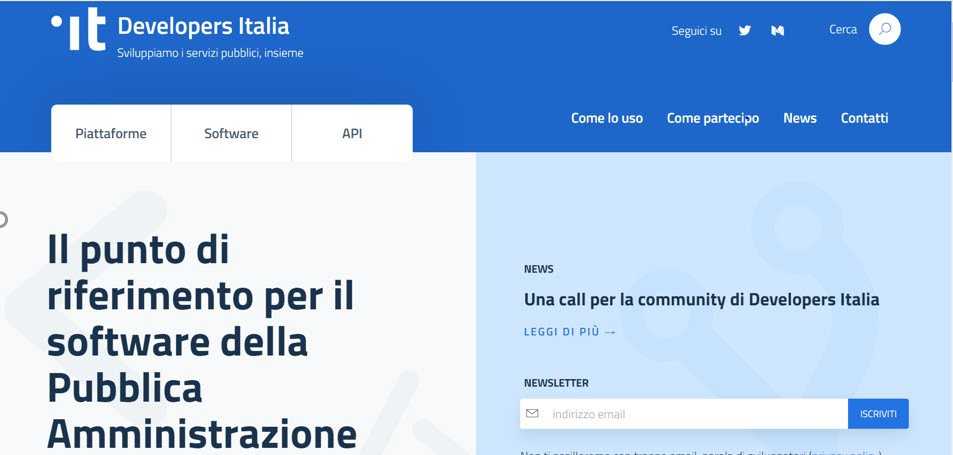 it Developers Italia
Sviluppiamo i servizi pubblici, insieme
Seguici su
Cerca
Piattaforme
Software
API
Come lo uso
Come partecipo
News
Contatti
Il punto di
riferimento per il
software della
Pubblica
Amministrazione
NEWS
Una call per la community di Developers Italia
LEGGI DI PIÙ →
NEWSLETTER
indirizzo email
ISCRIVITI